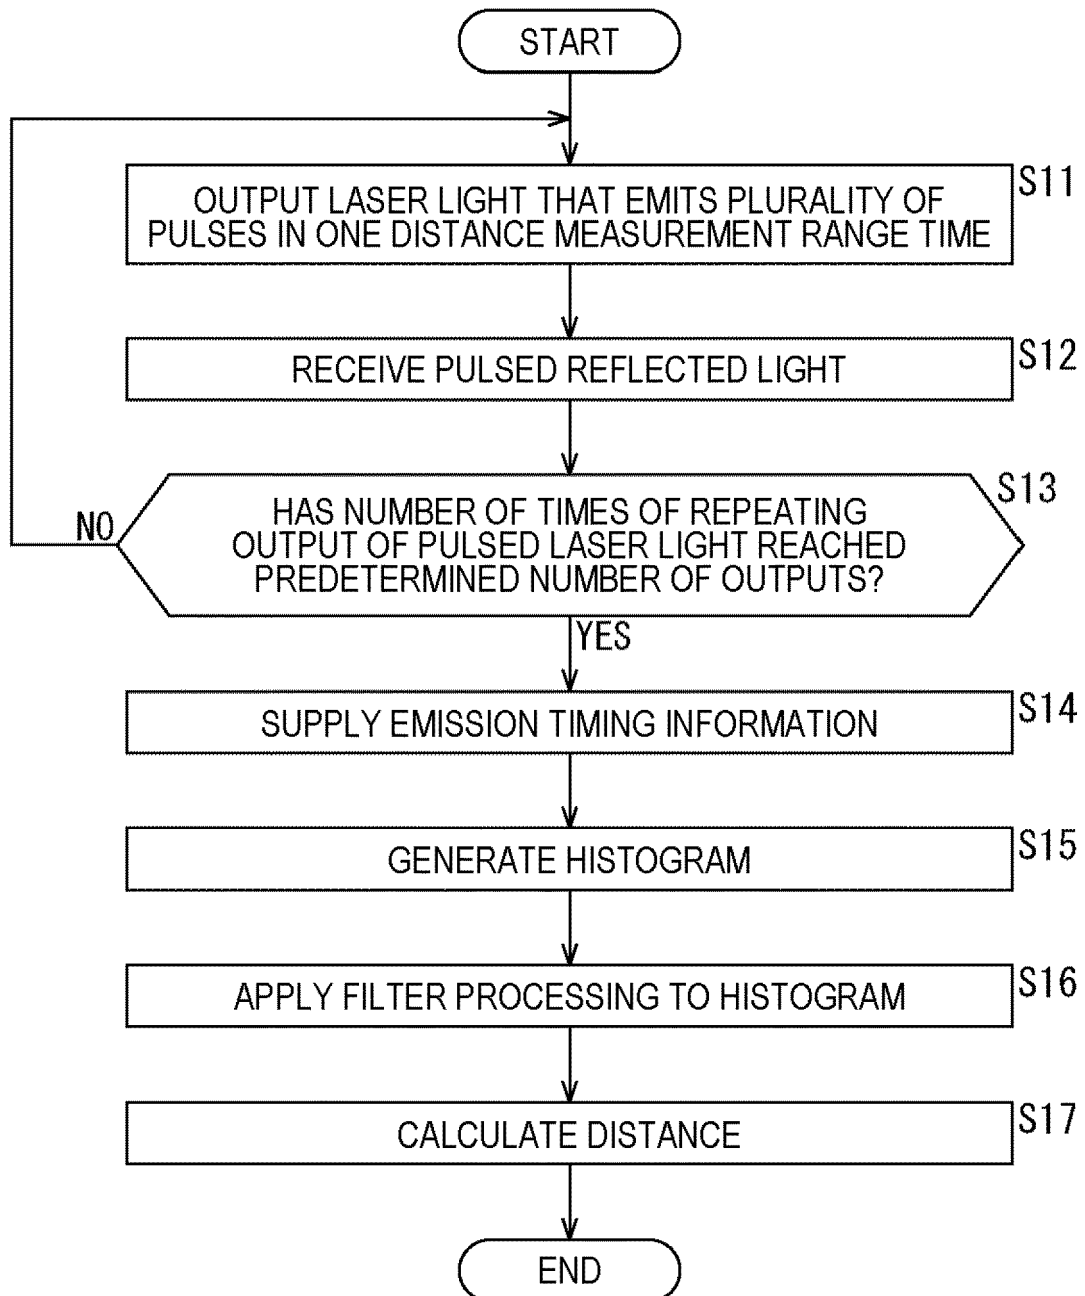 START
S11
OUTPUT LASER LIGHT THAT EMITS PLURALITY OF
PULSES IN ONE DISTANCE MEASUREMENT RANGE TIME
S12
RECEIVE PULSED REFLECTED LIGHT
S13
HAS NUMBER OF TIMES OF REPEATING
OUTPUT OF PULSED LASER LIGHT REACHED
PREDETERMINED NUMBER OF OUTPUTS?
NO
YES
S14
SUPPLY EMISSION TIMING INFORMATION
S15
GENERATE HISTOGRAM
S16
APPLY FILTER PROCESSING TO HISTOGRAM
S17
CALCULATE DISTANCE
END